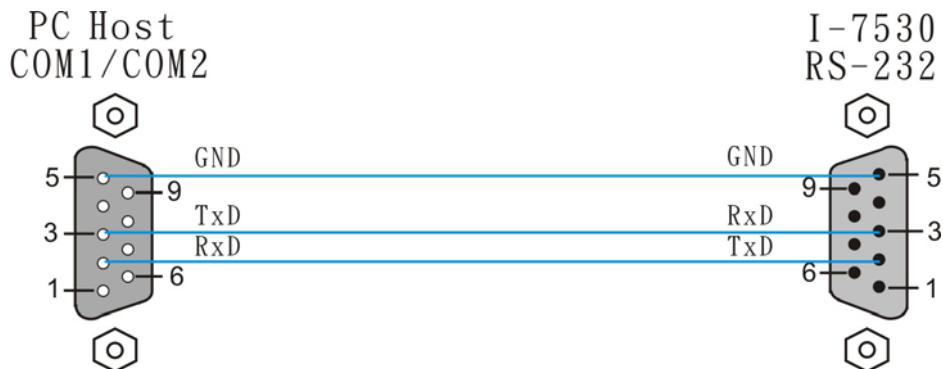 PC Host
COM1/COM2
I-7530
RS-232
GND
GND
5
9
9
5
TxD
RxD
3
3
RxD
TxD
6
6
1
1